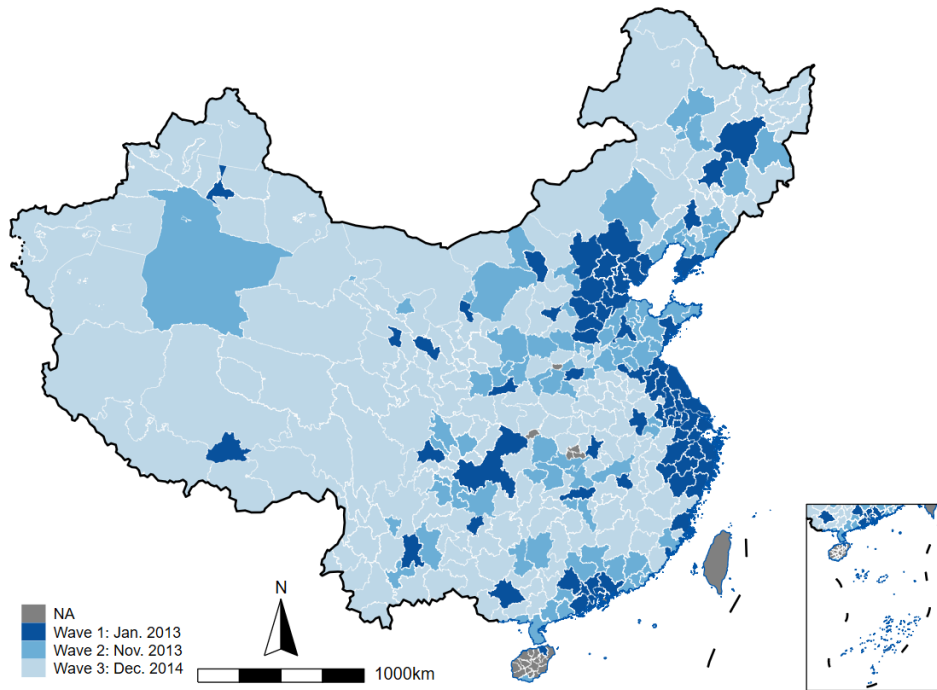 N
NA
Wave 1: Jan. 2013
Wave 2: Nov. 2013
Wave 3: Dec. 2014
1000km